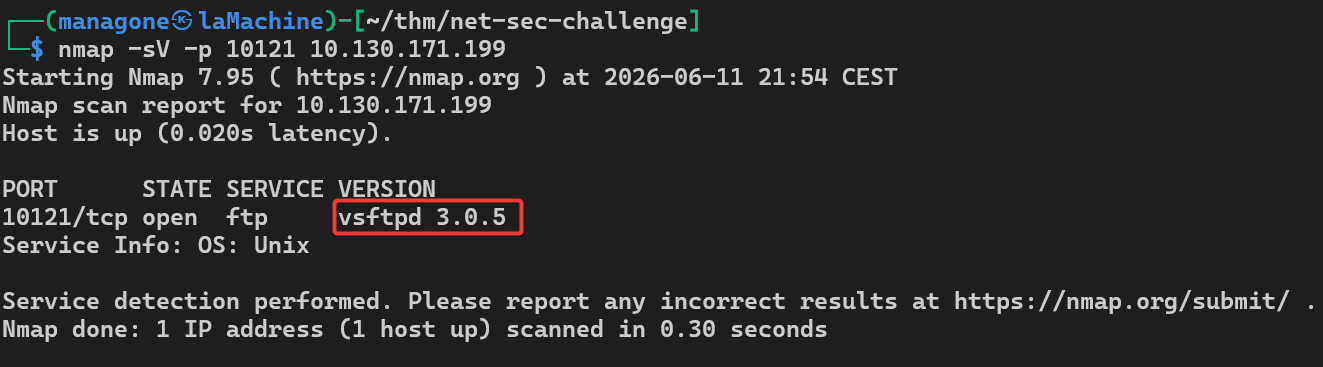 ┌──(managone㉿laMachine)-[~/thm/net-sec-challenge]
└─$ nmap -sV -p 10121 10.130.171.199
Starting Nmap 7.95 ( https://nmap.org ) at 2026-06-11 21:54 CEST
Nmap scan report for 10.130.171.199
Host is up (0.020s latency).
PORT      STATE SERVICE VERSION
10121/tcp open  ftp     vsftpd 3.0.5
Service Info: OS: Unix
Service detection performed. Please report any incorrect results at https://nmap.org/submit/ .
Nmap done: 1 IP address (1 host up) scanned in 0.30 seconds